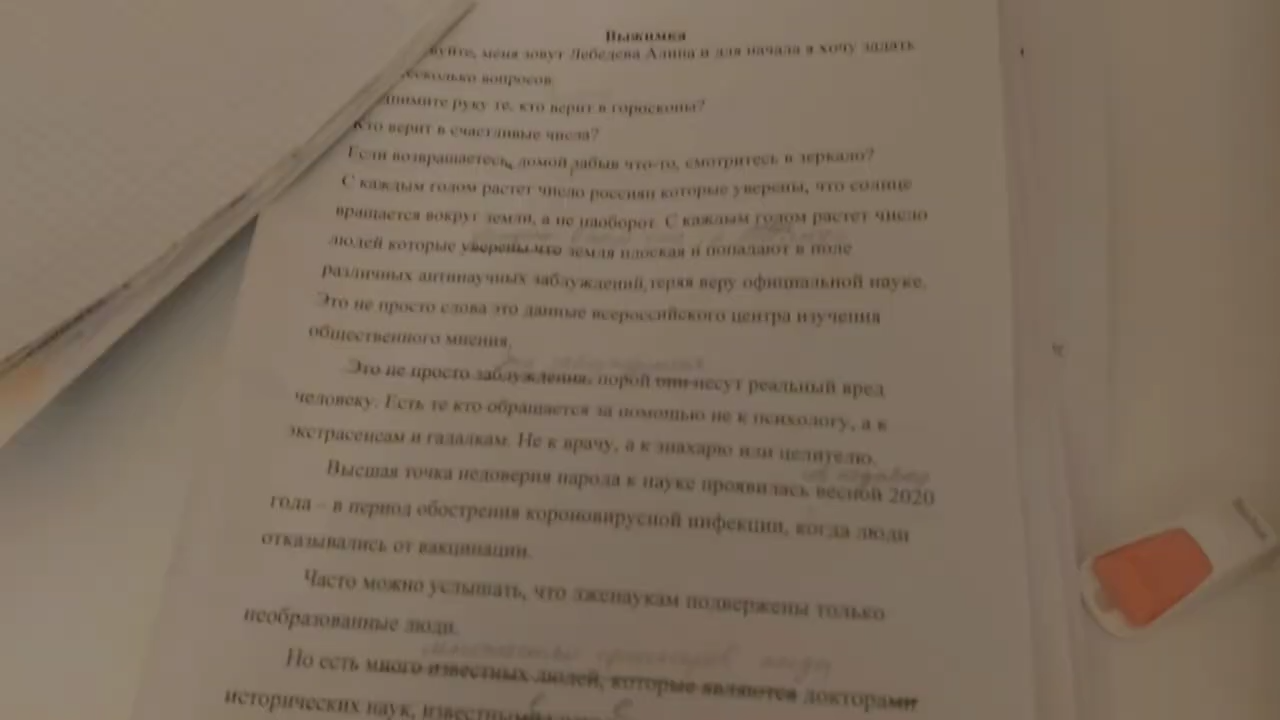 Выжимка
вуйте, меня зовут Лебедева Алина и для начала я хочу задать
несколько вопросов.
нимите руку те, кто верит в гороскопы?
Кто верит в счастливые числа?
Если возвращаетесь домой забыв что-то, смотритесь в зеркало?
С каждым годом растет число россиян которые уверены, что солнце
вращается вокруг земли, а не наоборот. С каждым годом растет число
людей которые уверены что земля плоская и попадают в поле
различных антинаучных заблуждений, теряя веру официальной науке.
Это не просто слова это данные всероссийского центра изучения
общественного мнения.
Это не просто заблуждения, порой они несут реальный вред
человеку. Есть те кто обращается за помощью не к психологу, а к
экстрасенсам и гадалкам. Не к врачу, а к знахарю или целителю.
Высшая точка недоверия народа к науке проявилась весной 2020
года – в период обострения короновирусной инфекции, когда люди
отказывались от вакцинации.
Часто можно услышать, что лженаукам подвержены только
необразованные люди.
Но есть много известных людей, которые являются докторами
исторических наук, известными